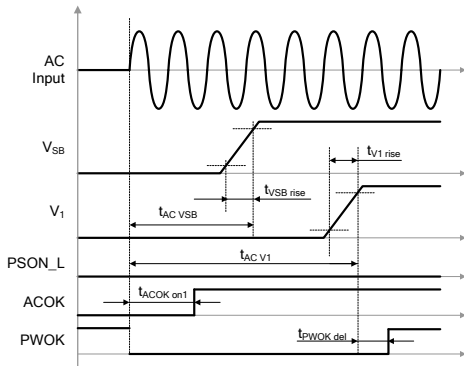 AC
Input
VSB
tV1 rise
tVSB rise
V1
tAC VSB
tAC V1
PSON_L
tACOK on1
ACOK
tPWOK del
PWOK